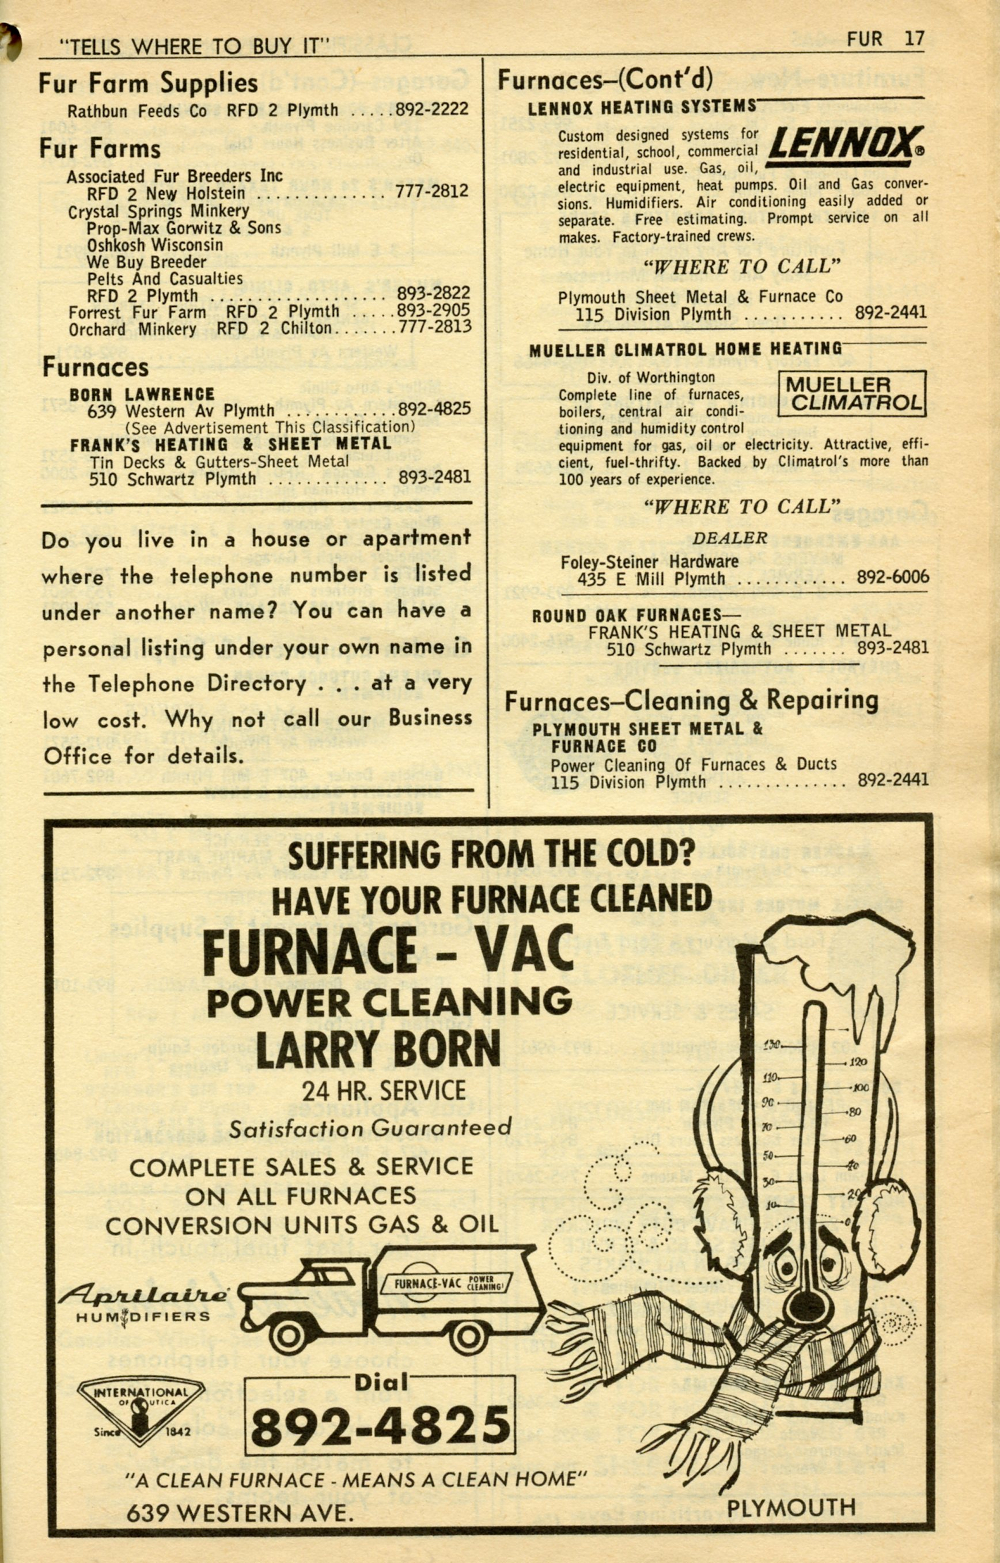 "TELLS WHERE TO BUY IT"
FUR 17
Fur Farm Supplies
Rathbun Feeds Co RFD 2 Plymth .....892-2222
Fur Farms
Associated Fur Breeders Inc
RFD 2 New Holstein ...............777-2812
Crystal Springs Minkery
Prop-Max Gorwitz & Sons
Oshkosh Wisconsin
We Buy Breeder
Pelts And Casualties
RFD 2 Plymth ....................893-2822
Forrest Fur Farm RFD 2 Plymth .....893-2905
Orchard Minkery RFD 2 Chilton.......777-2813
Furnaces
BORN LAWRENCE
639 Western Av Plymth ............892-4825
(See Advertisement This Classification)
FRANK'S HEATING & SHEET METAL
Tin Decks & Gutters-Sheet Metal
510 Schwartz Plymth .............893-2481
Do you live in a house or apartment
where the telephone number is listed
under another name? You can have a
personal listing under your own name in
the Telephone Directory . . . at a very
low cost. Why not call our Business
Office for details.
Furnaces–(Cont'd)
LENNOX HEATING SYSTEMS
LENNOX®
Custom designed systems for
residential, school, commercial
and industrial use. Gas, oil,
electric equipment, heat pumps. Oil and Gas conver-
sions. Humidifiers. Air conditioning easily added or
separate. Free estimating. Prompt service on all
makes. Factory-trained crews.
"WHERE TO CALL"
Plymouth Sheet Metal & Furnace Co
115 Division Plymth ........... 892-2441
MUELLER CLIMATROL HOME HEATING
MUELLER
CLIMATROL
Div. of Worthington
Complete line of furnaces,
boilers, central air condi-
tioning and humidity control
equipment for gas, oil or electricity. Attractive, effi-
cient, fuel-thrifty. Backed by Climatrol's more than
100 years of experience.
"WHERE TO CALL"
DEALER
Foley-Steiner Hardware
435 E Mill Plymth ........... 892-6006
ROUND OAK FURNACES—
FRANK'S HEATING & SHEET METAL
510 Schwartz Plymth ....... 893-2481
Furnaces–Cleaning & Repairing
PLYMOUTH SHEET METAL &
FURNACE CO
Power Cleaning Of Furnaces & Ducts
115 Division Plymth ............. 892-2441
SUFFERING FROM THE COLD?
HAVE YOUR FURNACE CLEANED
FURNACE – VAC
POWER CLEANING
LARRY BORN
24 HR. SERVICE
Satisfaction Guaranteed
COMPLETE SALES & SERVICE
ON ALL FURNACES
CONVERSION UNITS GAS & OIL
Aprilaire®
HUMIDIFIERS
FURNACE-VAC POWER CLEANING!
INTERNATIONAL
OF UTICA
Since 1842
Dial
892-4825
"A CLEAN FURNACE - MEANS A CLEAN HOME"
639 WESTERN AVE.
PLYMOUTH
130
120
110
100
90
80
70
60
50
40
30
20
10
0